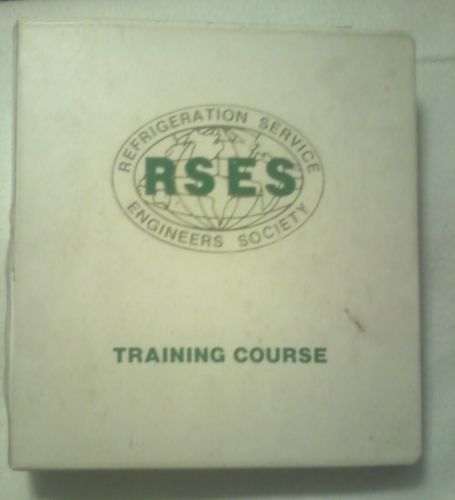 REFRIGERATION SERVICE
RSES
ENGINEERS SOCIETY
TRAINING COURSE